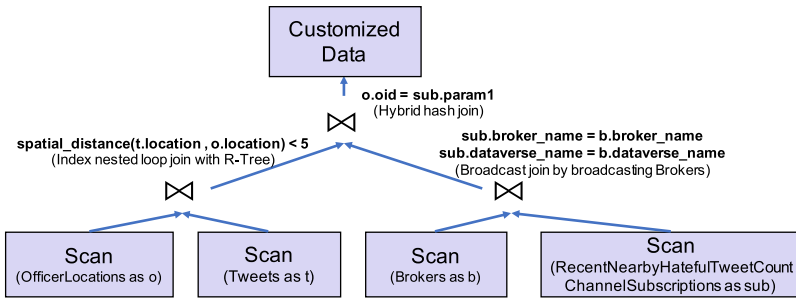 Customized
Data
o.oid = sub.param1
(Hybrid hash join)
spatial_distance(t.location , o.location) < 5
(Index nested loop join with R-Tree)
sub.broker_name = b.broker_name
sub.dataverse_name = b.dataverse_name
(Broadcast join by broadcasting Brokers)
Scan
(OfficerLocations as o)
Scan
(Tweets as t)
Scan
(Brokers as b)
Scan
(RecentNearbyHatefulTweetCount
ChannelSubscriptions as sub)